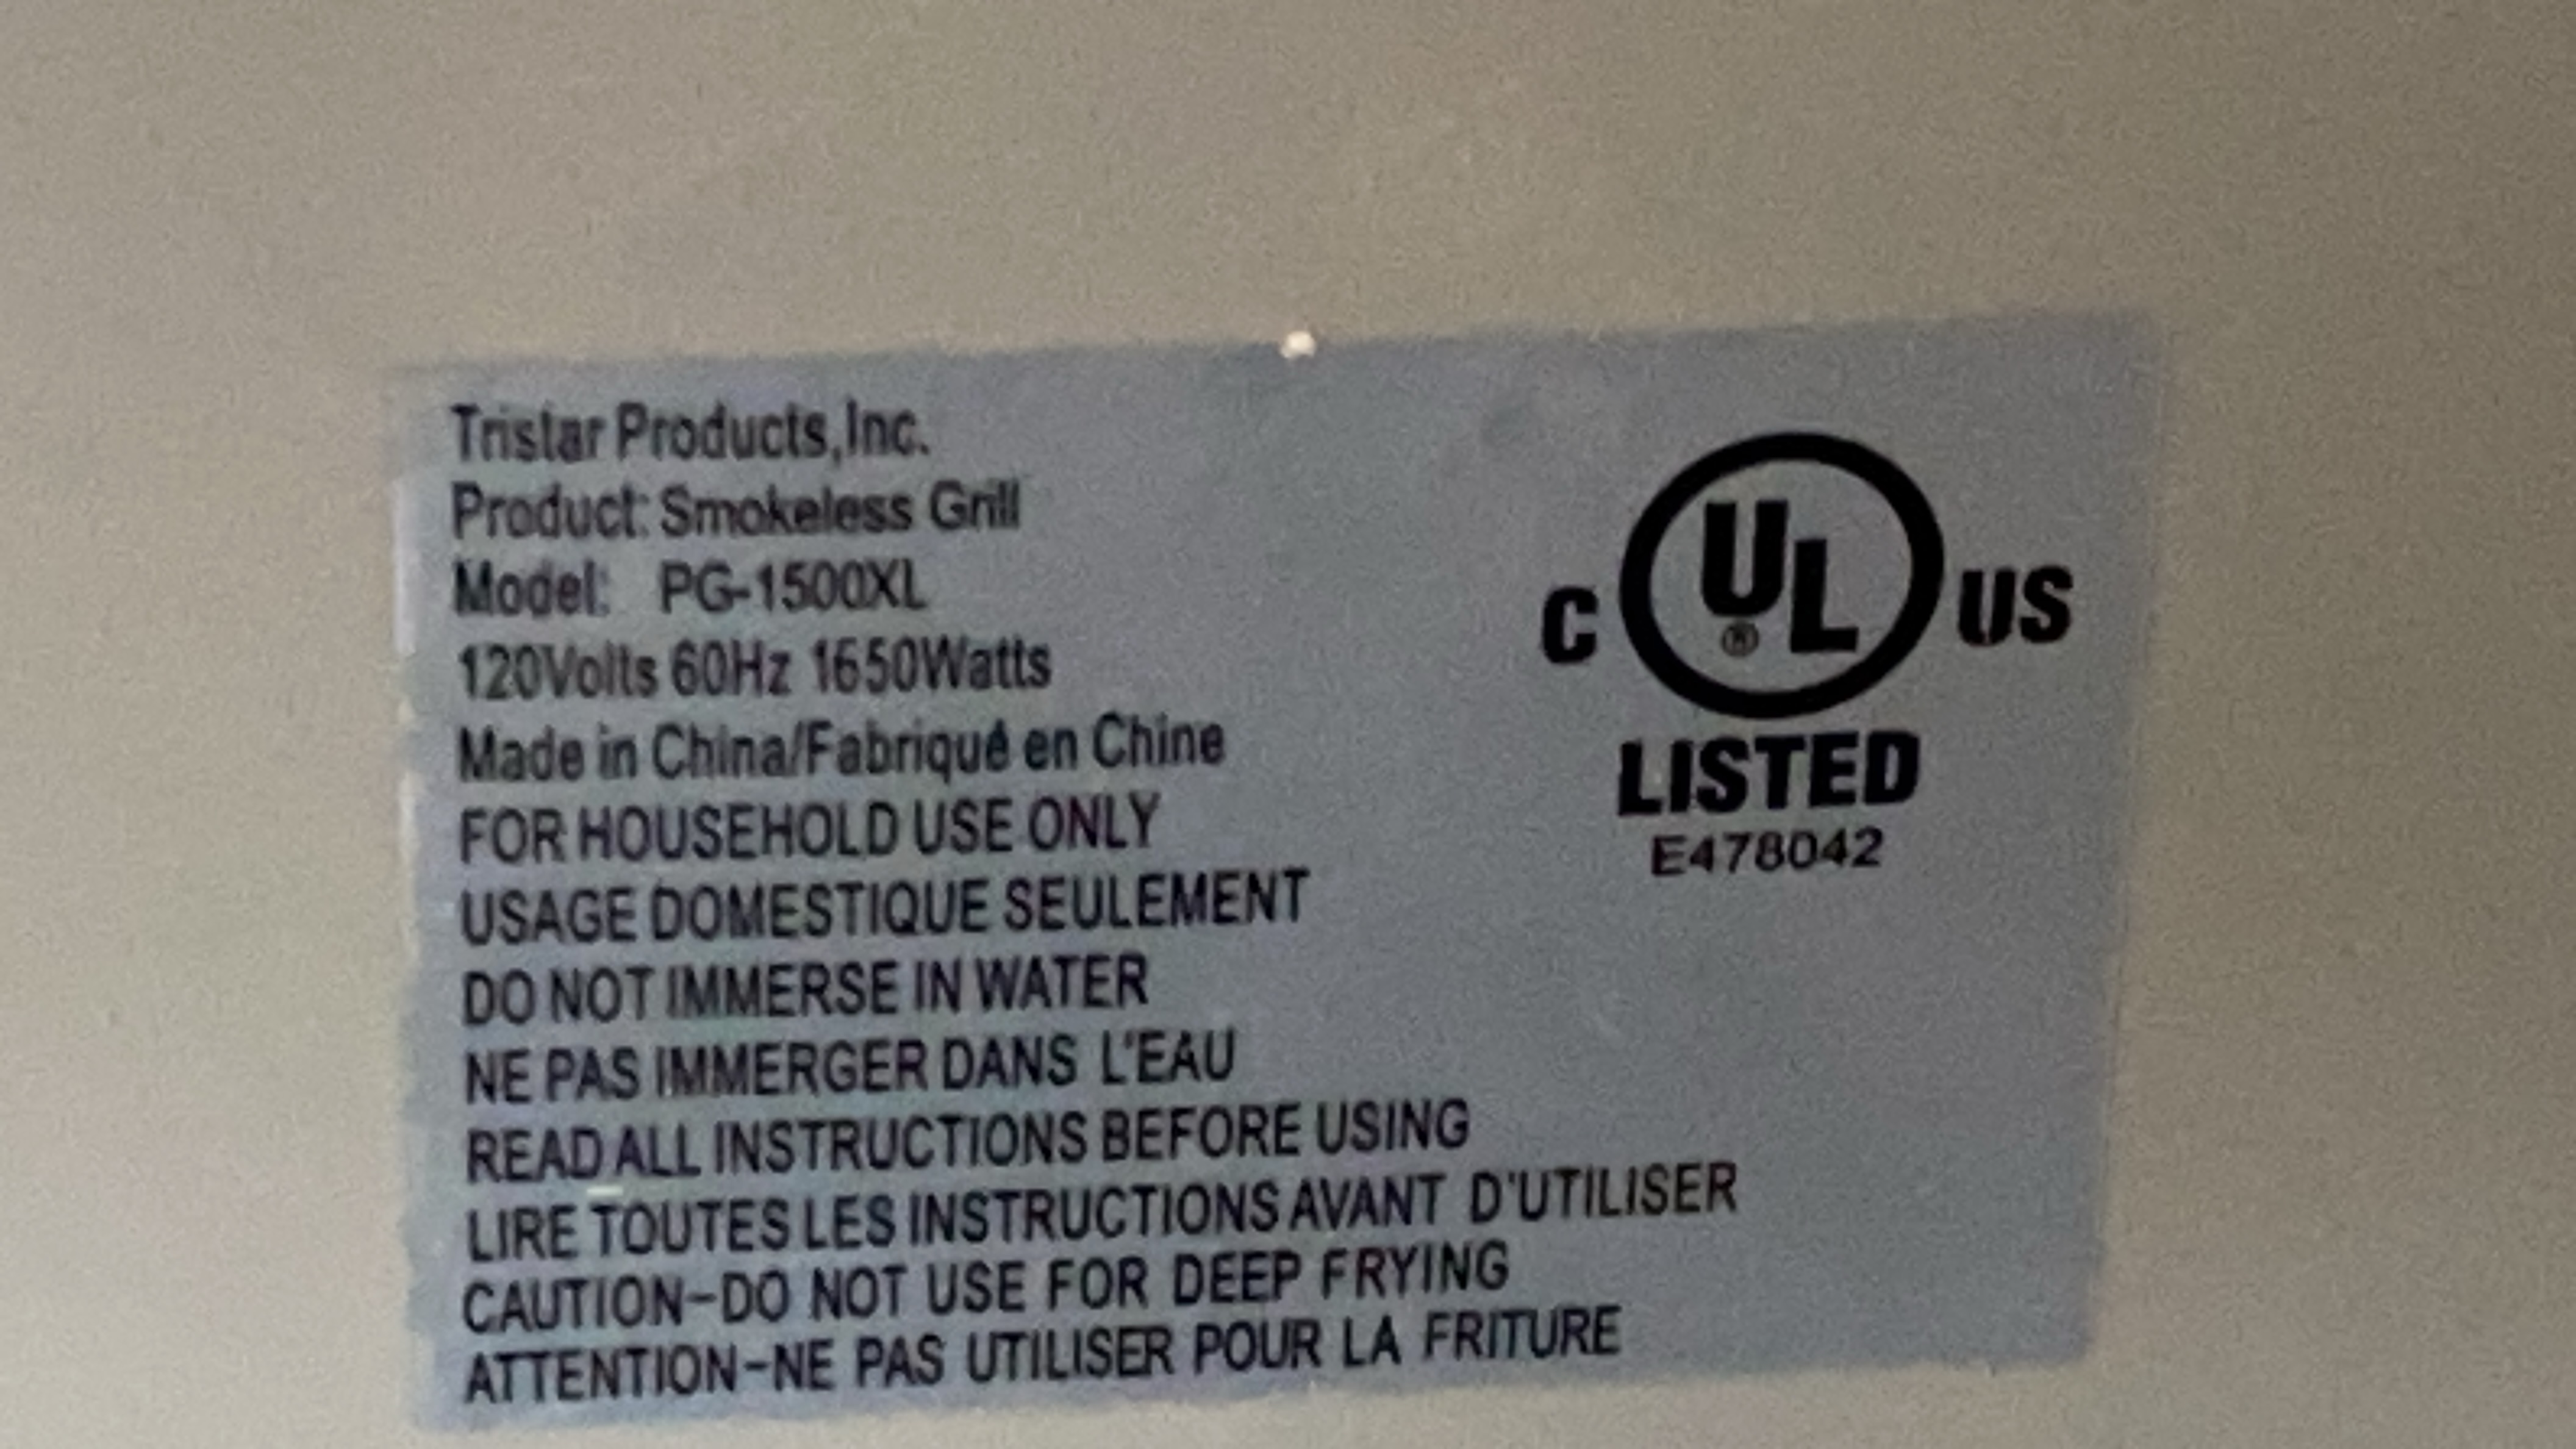 Tristar Products,Inc.
Product: Smokeless Grill
Model: PG-1500XL
120Volts 60Hz 1650Watts
Made in China/Fabriqué en Chine
FOR HOUSEHOLD USE ONLY
USAGE DOMESTIQUE SEULEMENT
DO NOT IMMERSE IN WATER
NE PAS IMMERGER DANS L'EAU
READ ALL INSTRUCTIONS BEFORE USING
LIRE TOUTES LES INSTRUCTIONS AVANT D'UTILISER
CAUTION-DO NOT USE FOR DEEP FRYING
ATTENTION-NE PAS UTILISER POUR LA FRITURE
C UL® US
LISTED
E478042